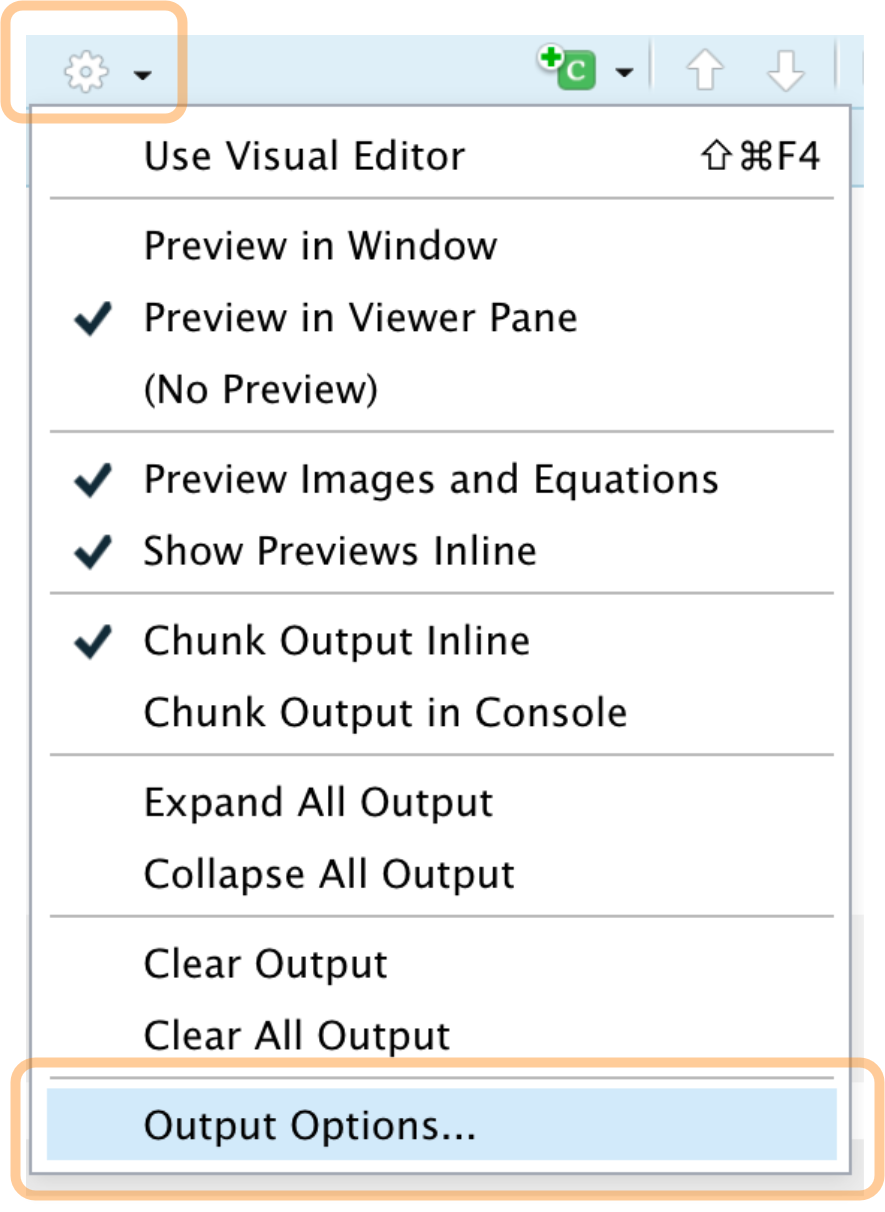 C
Use Visual Editor ⇧⌘F4
Preview in Window
Preview in Viewer Pane
(No Preview)
Preview Images and Equations
Show Previews Inline
Chunk Output Inline
Chunk Output in Console
Expand All Output
Collapse All Output
Clear Output
Clear All Output
Output Options...